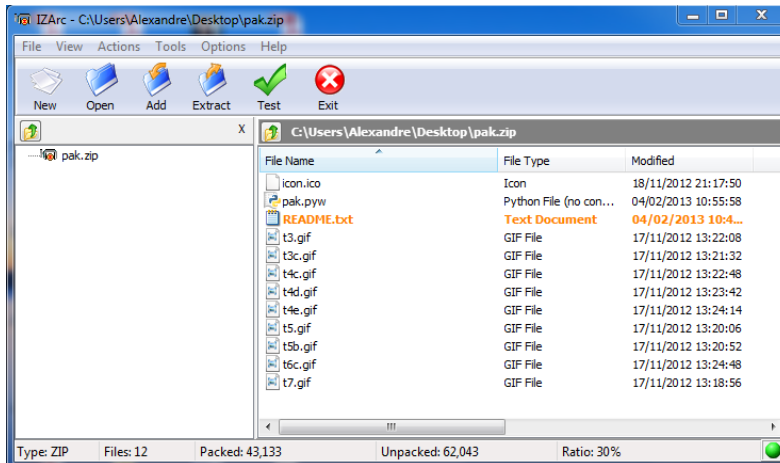 IZArc - C:\Users\Alexandre\Desktop\pak.zip
File View Actions Tools Options Help
New Open Add Extract Test Exit
X
C:\Users\Alexandre\Desktop\pak.zip
pak.zip
File Name File Type Modified
icon.ico Icon 18/11/2012 21:17:50
pak.pyw Python File (no con... 04/02/2013 10:55:58
README.txt Text Document 04/02/2013 10:4...
t3.gif GIF File 17/11/2012 13:22:08
t3c.gif GIF File 17/11/2012 13:21:32
t4c.gif GIF File 17/11/2012 13:22:48
t4d.gif GIF File 17/11/2012 13:23:42
t4e.gif GIF File 17/11/2012 13:24:14
t5.gif GIF File 17/11/2012 13:20:06
t5b.gif GIF File 17/11/2012 13:20:52
t6c.gif GIF File 17/11/2012 13:24:48
t7.gif GIF File 17/11/2012 13:18:56
Type: ZIP Files: 12 Packed: 43,133 Unpacked: 62,043 Ratio: 30%